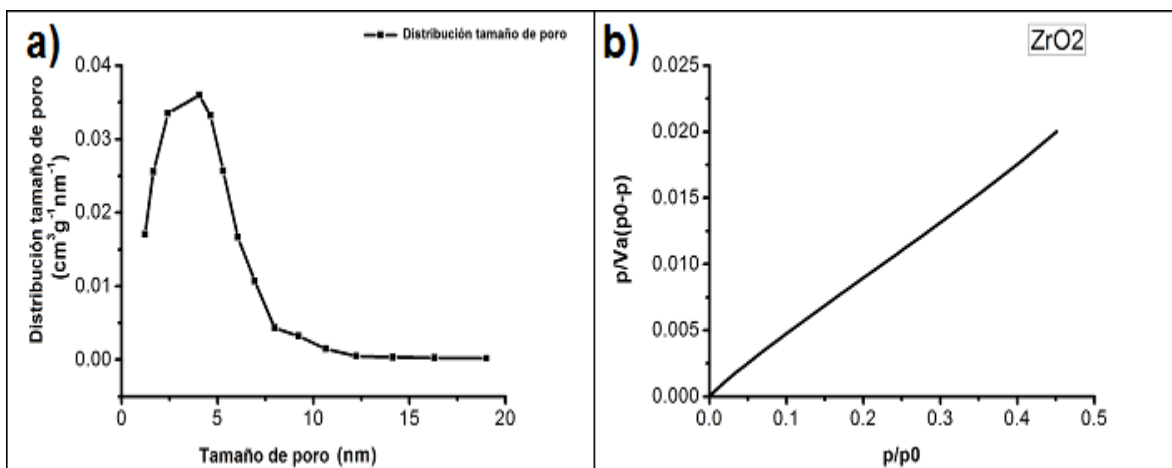 a)
Distribución tamaño de poro
Distribución tamaño de poro
(cm³g⁻¹nm⁻¹)
0.04
0.03
0.02
0.01
0.00
0
5
10
15
20
Tamaño de poro (nm)
b)
ZrO2
p/Va(p0-p)
0.025
0.020
0.015
0.010
0.005
0.000
0.0
0.1
0.2
0.3
0.4
0.5
p/p0